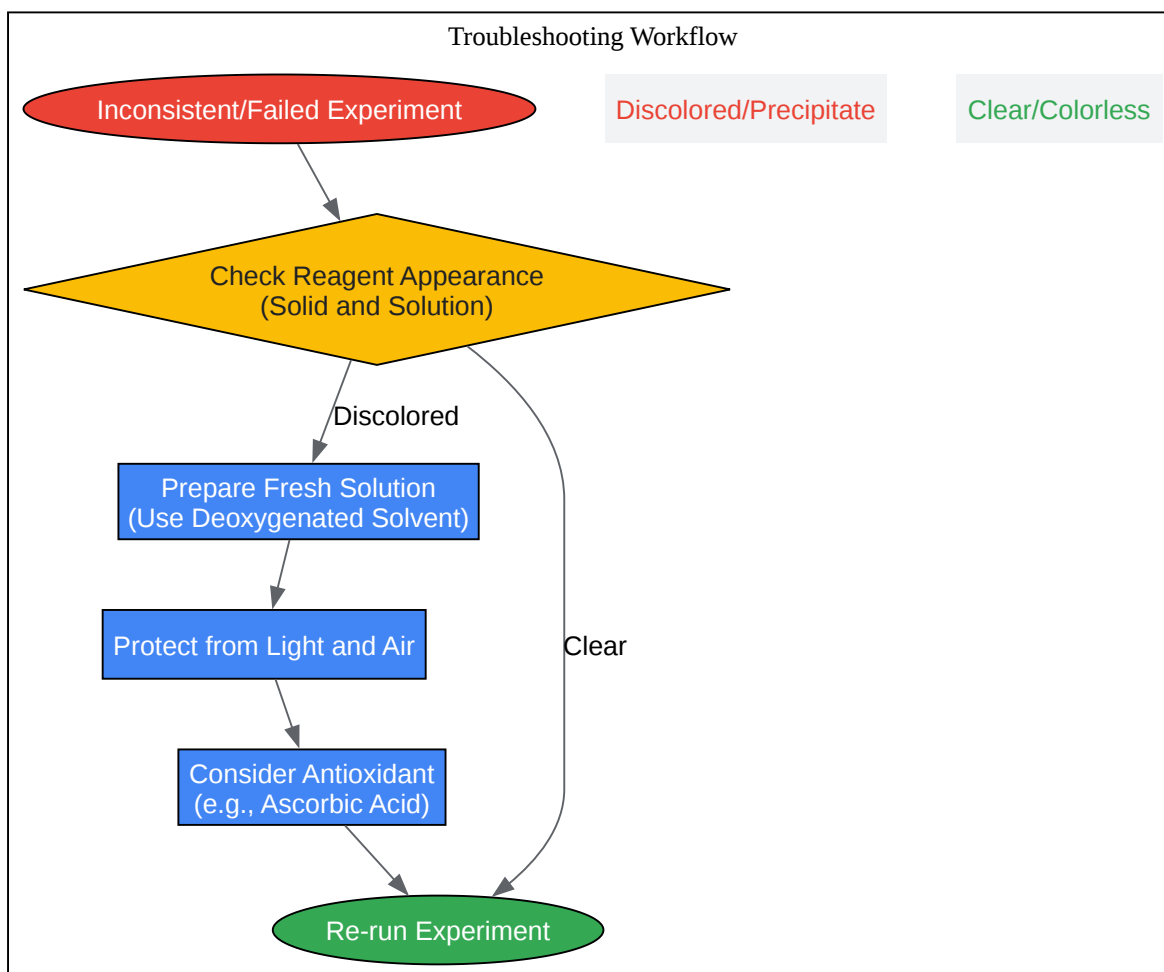 Troubleshooting Workflow
Inconsistent/Failed Experiment
Discolored/Precipitate
Clear/Colorless
Check Reagent Appearance
(Solid and Solution)
Discolored
Prepare Fresh Solution
(Use Deoxygenated Solvent)
Protect from Light and Air
Clear
Consider Antioxidant
(e.g., Ascorbic Acid)
Re-run Experiment